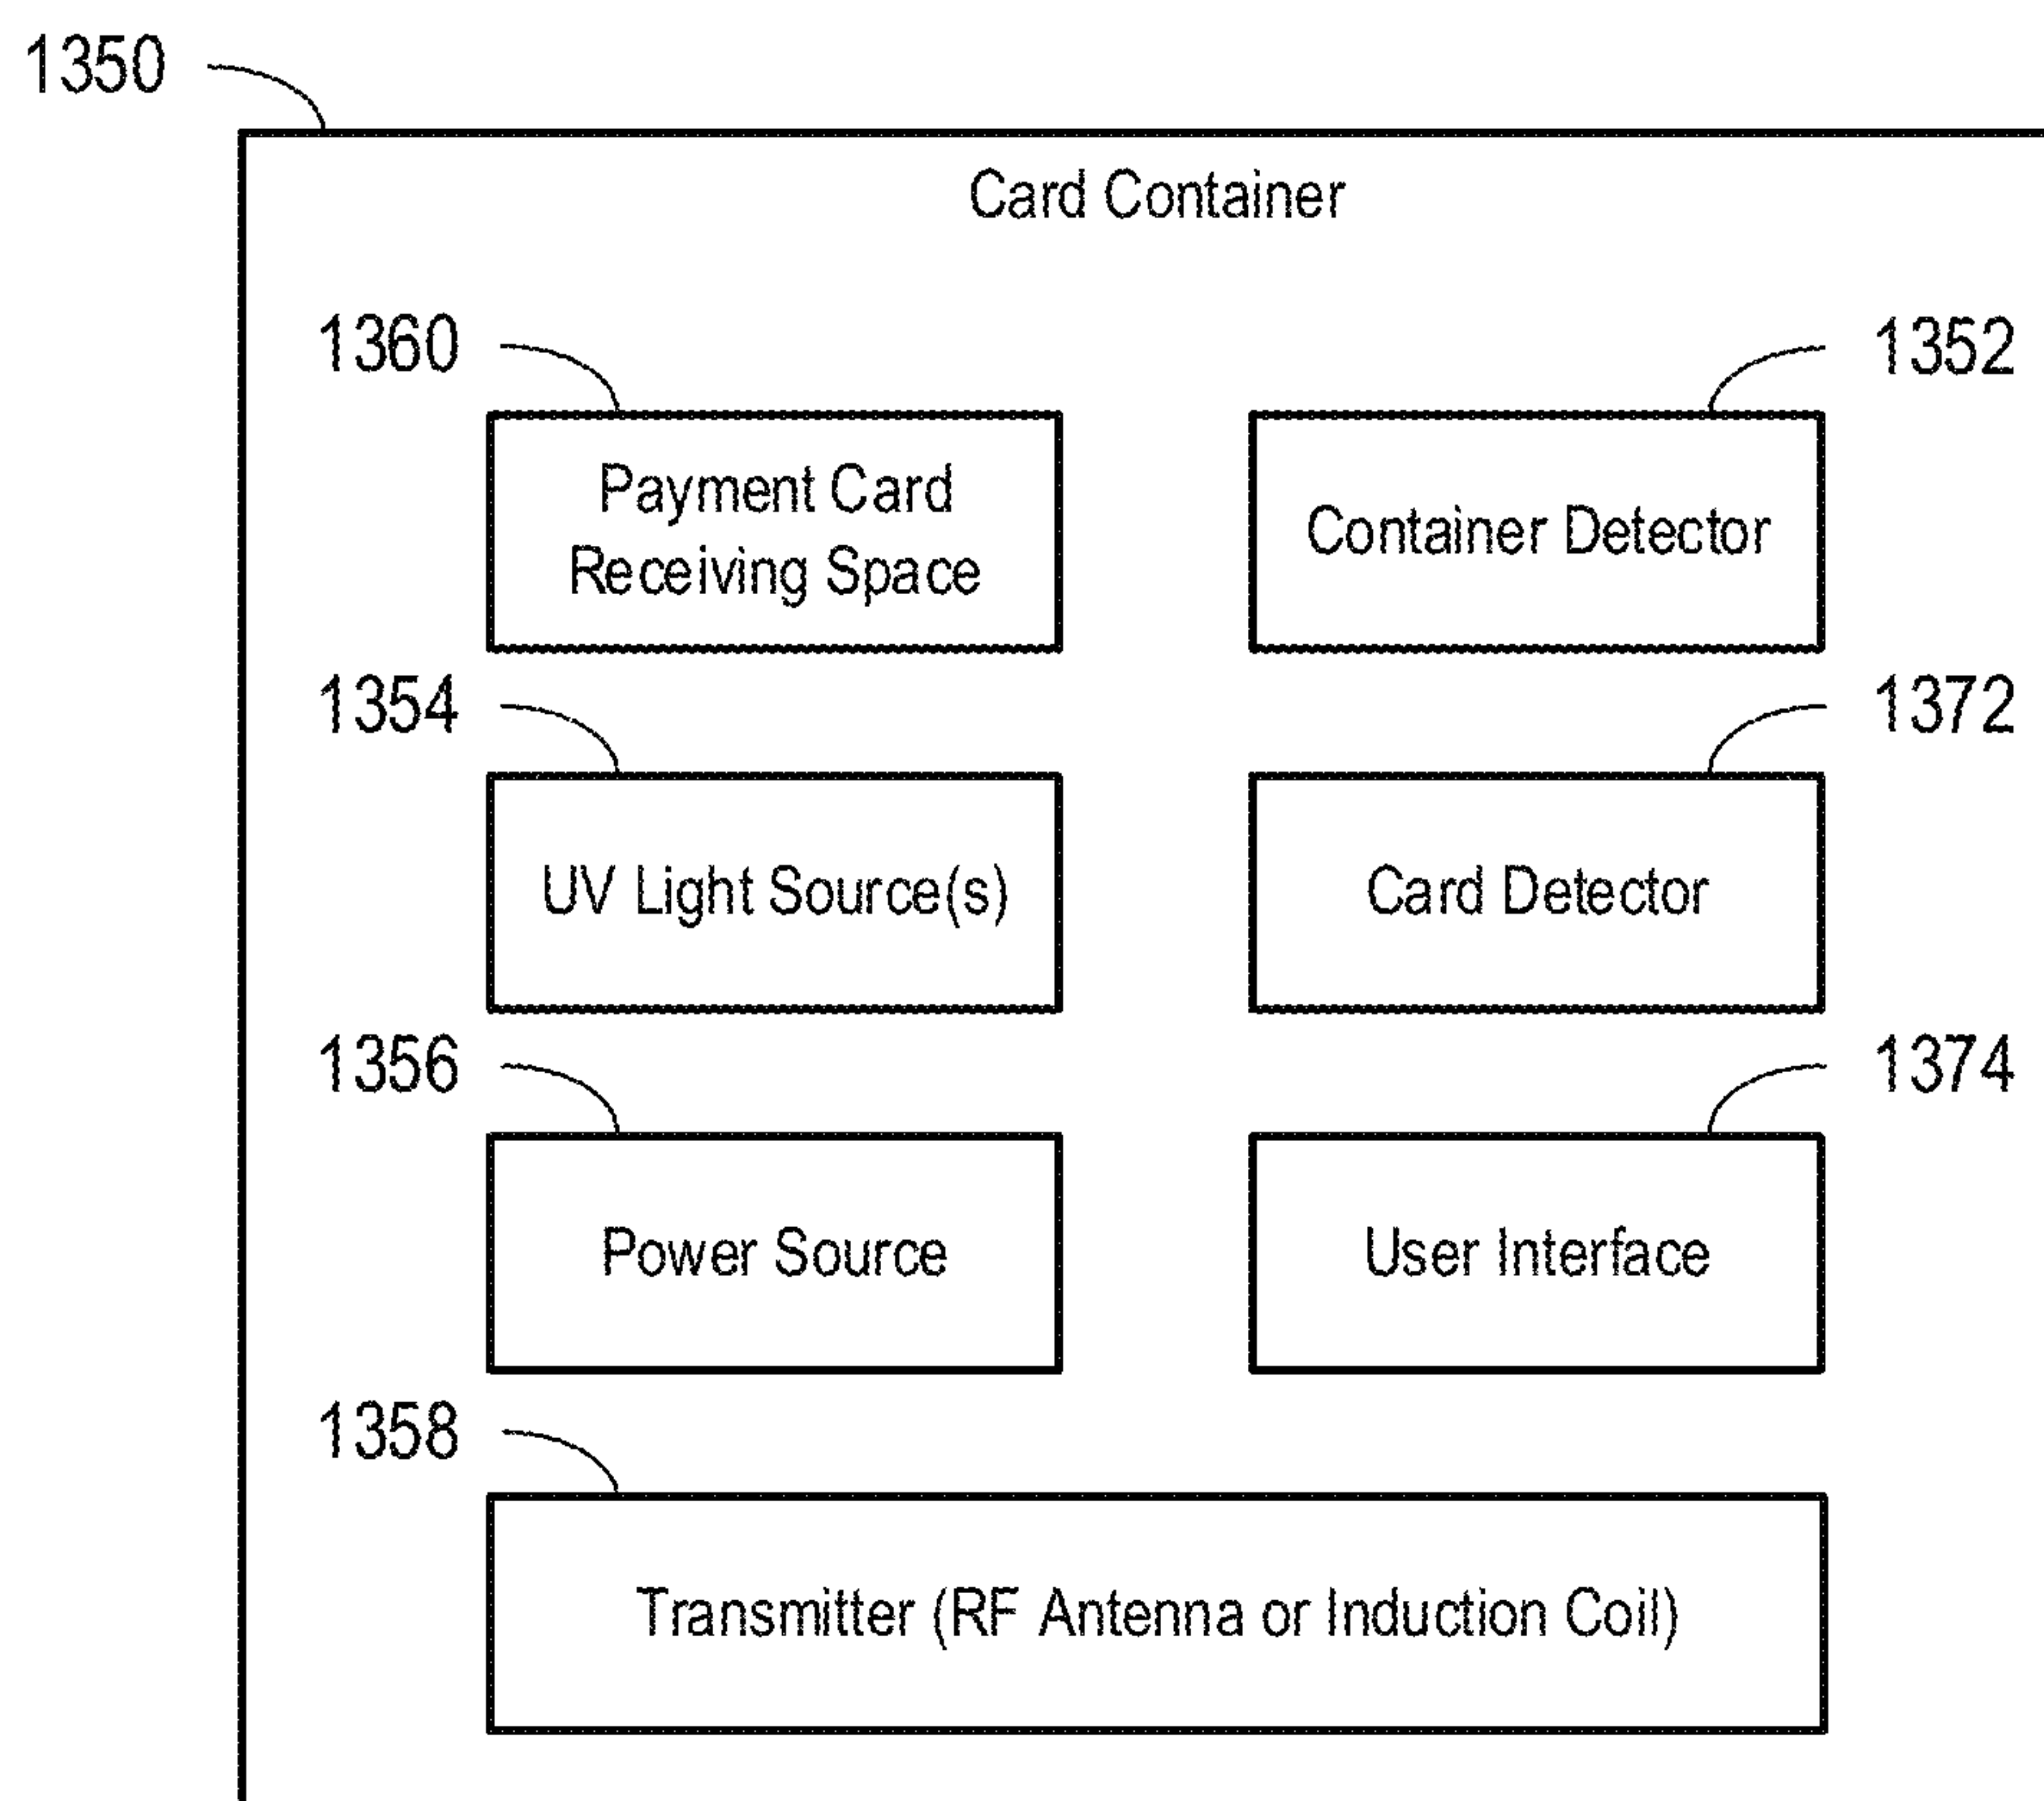 1350
Card Container
1360
1352
Payment Card
Receiving Space
Container Detector
1354
1372
UV Light Source(s)
Card Detector
1356
1374
Power Source
User Interface
1358
Transmitter (RF Antenna or Induction Coil)